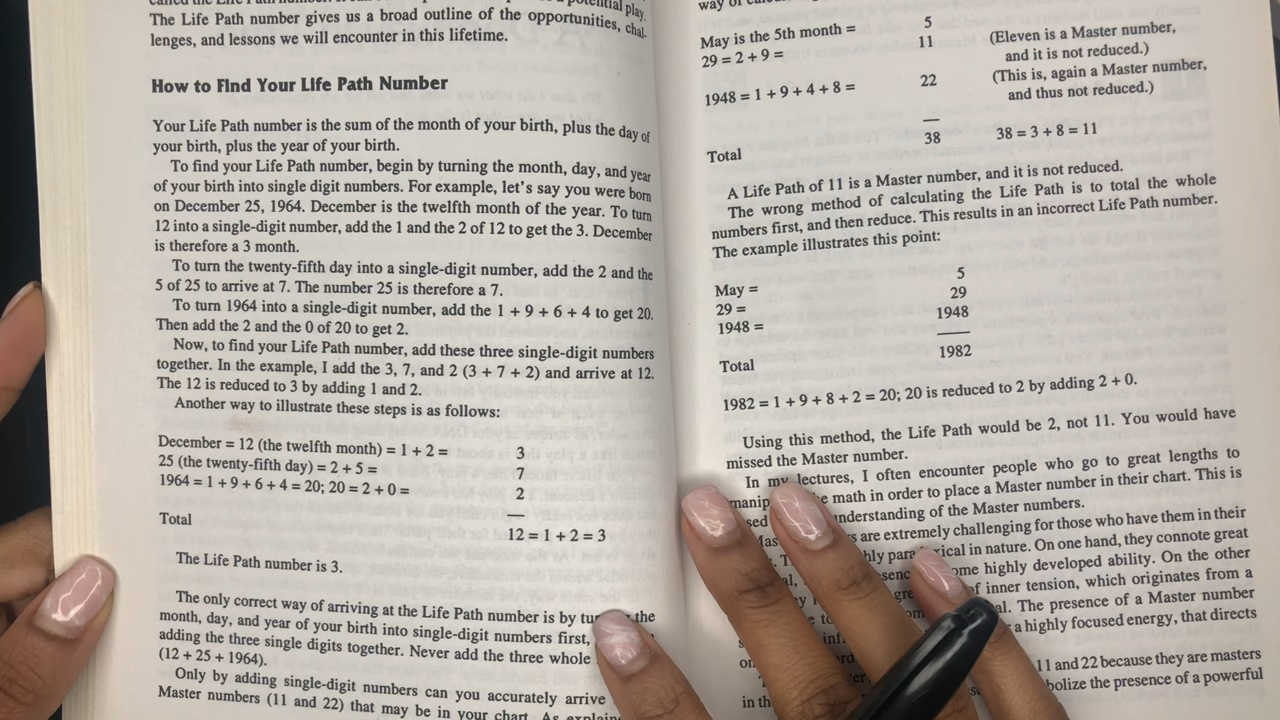 called the Life Path number.
The Life Path number gives us a broad outline of the opportunities, chal-
lenges, and lessons we will encounter in this lifetime.
How to Find Your Life Path Number
Your Life Path number is the sum of the month of your birth, plus the day of
your birth, plus the year of your birth.
To find your Life Path number, begin by turning the month, day, and year
of your birth into single digit numbers. For example, let's say you were born
on December 25, 1964. December is the twelfth month of the year. To turn
12 into a single-digit number, add the 1 and the 2 of 12 to get the 3. December
is therefore a 3 month.
To turn the twenty-fifth day into a single-digit number, add the 2 and the
5 of 25 to arrive at 7. The number 25 is therefore a 7.
To turn 1964 into a single-digit number, add the 1 + 9 + 6 + 4 to get 20.
Then add the 2 and the 0 of 20 to get 2.
Now, to find your Life Path number, add these three single-digit numbers
together. In the example, I add the 3, 7, and 2 (3 + 7 + 2) and arrive at 12.
The 12 is reduced to 3 by adding 1 and 2.
Another way to illustrate these steps is as follows:
December = 12 (the twelfth month) = 1 + 2 = 3
25 (the twenty-fifth day) = 2 + 5 = 7
1964 = 1 + 9 + 6 + 4 = 20; 20 = 2 + 0 = 2
Total 12 = 1 + 2 = 3
The Life Path number is 3.
The only correct way of arriving at the Life Path number is by the
month, day, and year of your birth into single-digit numbers first,
adding the three single digits together. Never add the three whole
(12 + 25 + 1964).
Only by adding single-digit numbers can you accurately arrive
Master numbers (11 and 22) that may be in your chart. As
way of
May is the 5th month = 5
29 = 2 + 9 = 11 (Eleven is a Master number,
and it is not reduced.)
1948 = 1 + 9 + 4 + 8 = 22 (This is, again a Master number,
and thus not reduced.)
Total 38 38 = 3 + 8 = 11
A Life Path of 11 is a Master number, and it is not reduced.
The wrong method of calculating the Life Path is to total the whole
numbers first, and then reduce. This results in an incorrect Life Path number.
The example illustrates this point:
May = 5
29 = 29
1948 = 1948
Total 1982
1982 = 1 + 9 + 8 + 2 = 20; 20 is reduced to 2 by adding 2 + 0.
Using this method, the Life Path would be 2, not 11. You would have
missed the Master number.
In my lectures, I often encounter people who go to great lengths to
math in order to place a Master number in their chart. This is
understanding of the Master numbers.
are extremely challenging for those who have them in their
in nature. On one hand, they connote great
some highly developed ability. On the other
of inner tension, which originates from a
The presence of a Master number
a highly focused energy, that directs
11 and 22 because they are masters
in the presence of a powerful